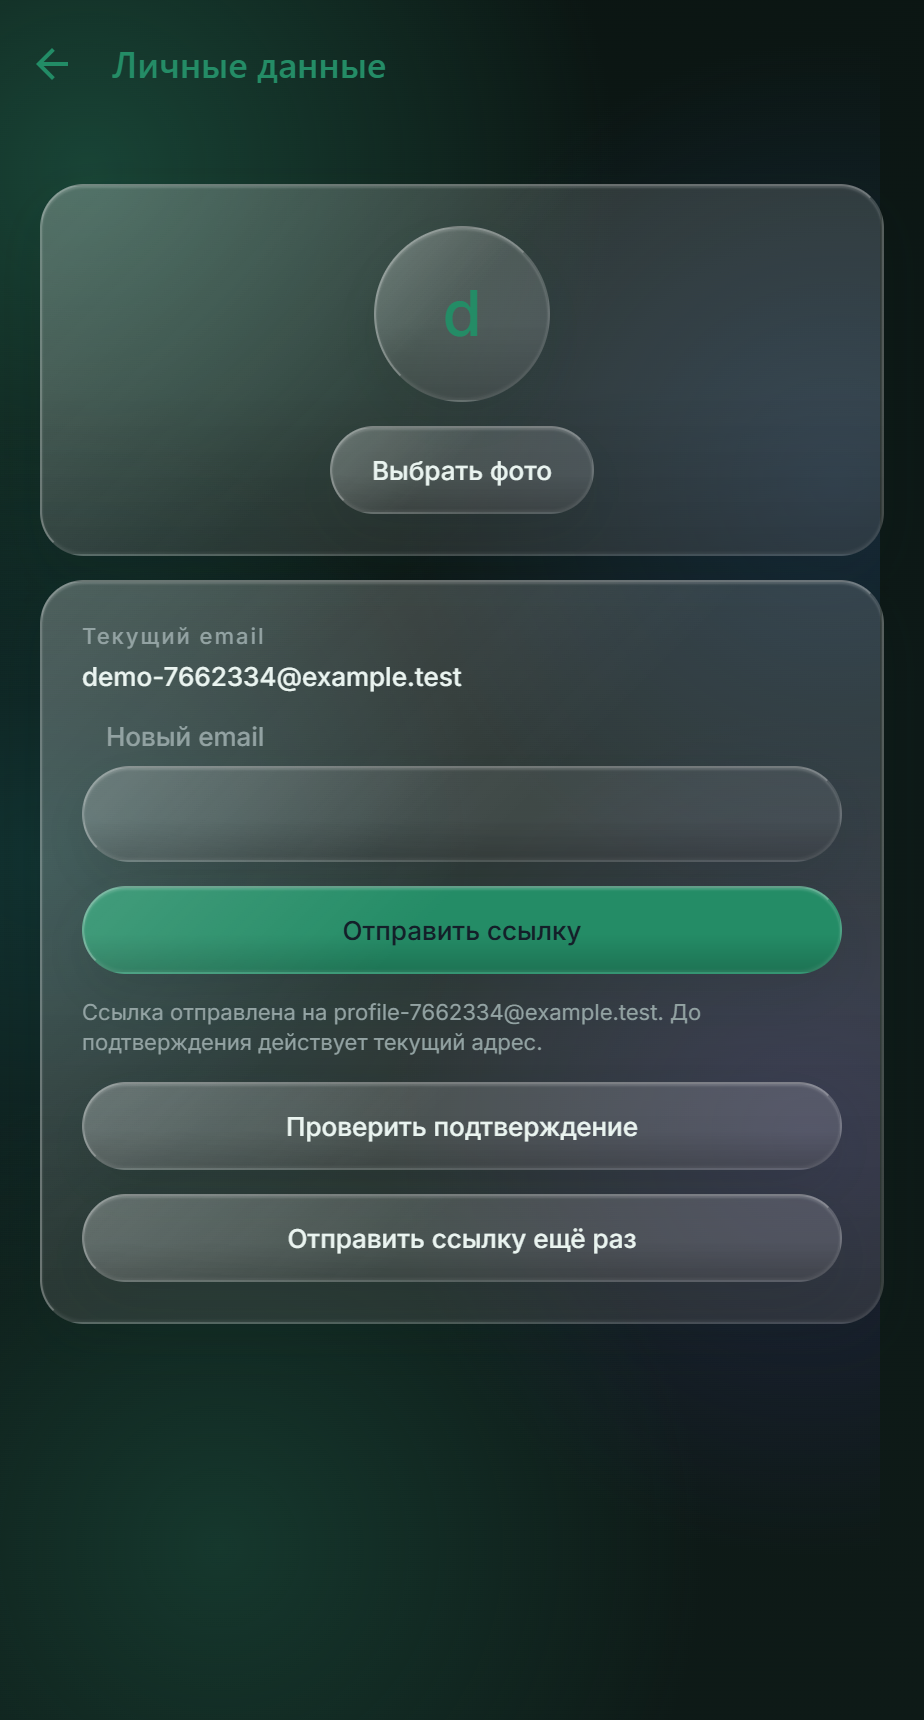 Личные данные
d
Выбрать фото
Текущий email
demo-7662334@example.test
Новый email
Отправить ссылку
Ссылка отправлена на profile-7662334@example.test. До
подтверждения действует текущий адрес.
Проверить подтверждение
Отправить ссылку ещё раз